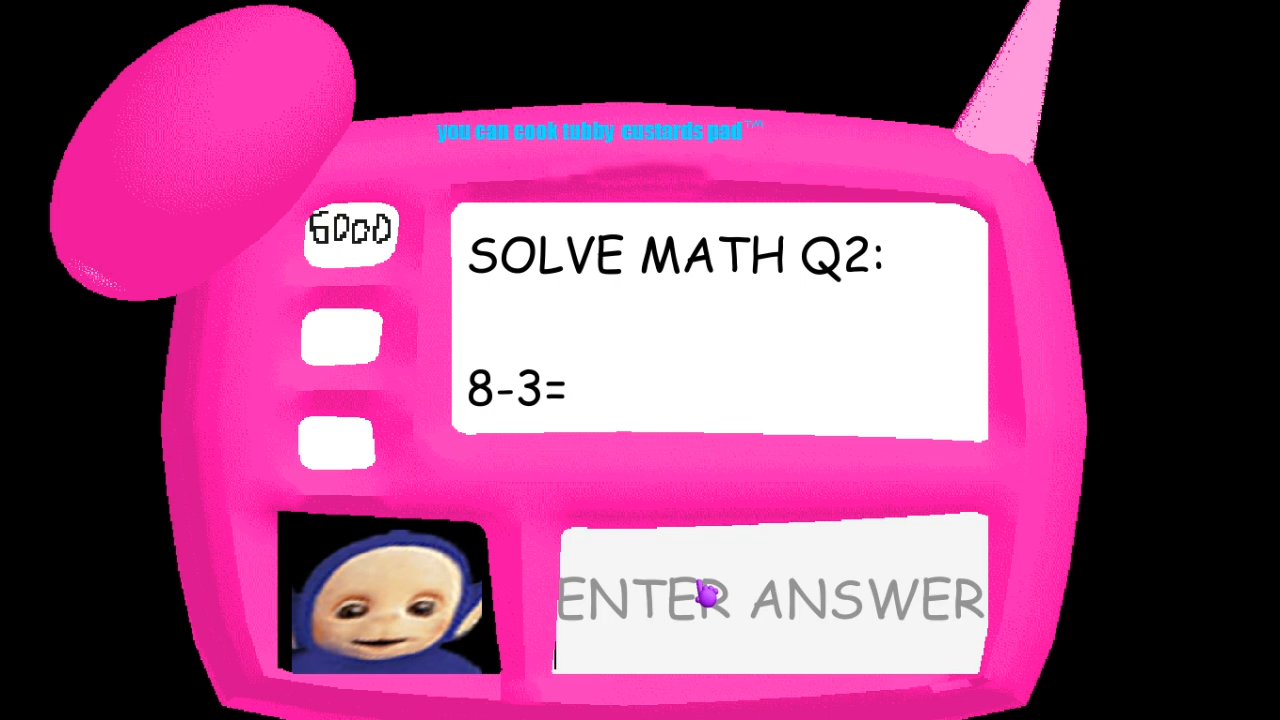 you can cook tubby custards pad™
GOOD
SOLVE MATH Q2:
8-3=
ENTER ANSWER